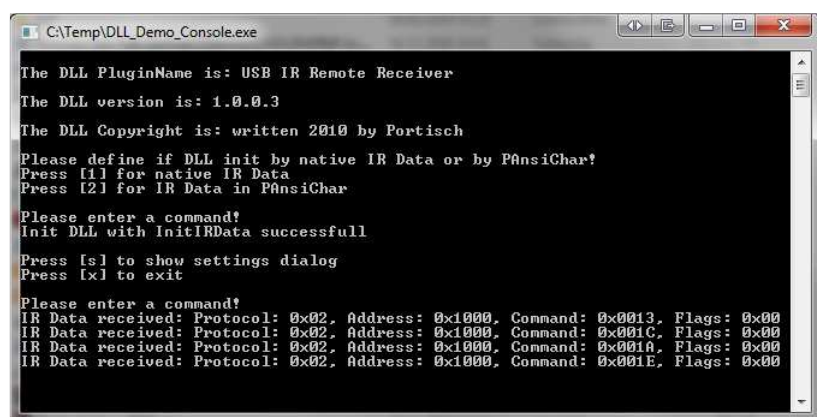 C:\Temp\DLL_Demo_Console.exe
The DLL PluginName is: USB IR Remote Receiver
The DLL version is: 1.0.0.3
The DLL Copyright is: written 2010 by Portisch
Please define if DLL init by native IR Data or by PAnsiChar!
Press [1] for native IR Data
Press [2] for IR Data in PAnsiChar
Please enter a command!
Init DLL with InitIRData successfull
Press [s] to show settings dialog
Press [x] to exit
Please enter a command!
IR Data received: Protocol: 0x02, Address: 0x1000, Command: 0x0013, Flags: 0x00
IR Data received: Protocol: 0x02, Address: 0x1000, Command: 0x001C, Flags: 0x00
IR Data received: Protocol: 0x02, Address: 0x1000, Command: 0x001A, Flags: 0x00
IR Data received: Protocol: 0x02, Address: 0x1000, Command: 0x001E, Flags: 0x00